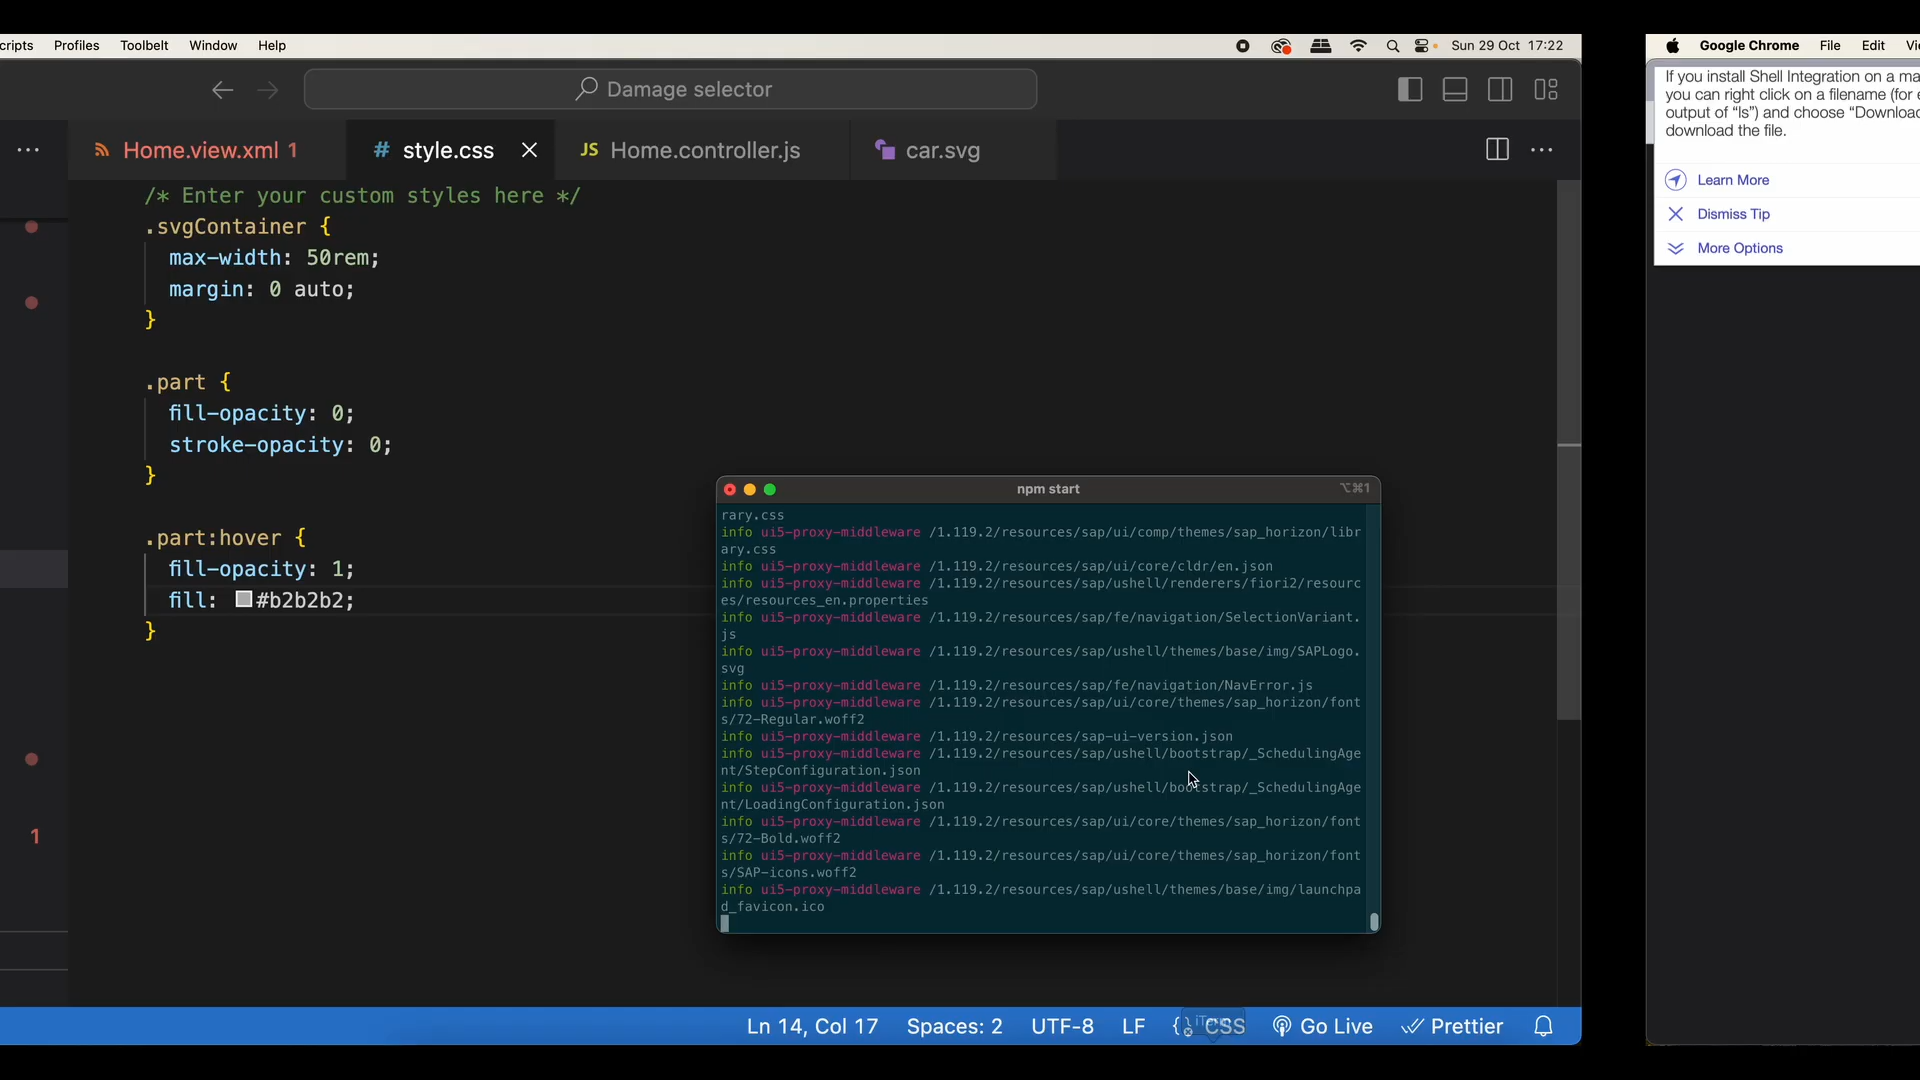 cripts Profiles Toolbelt Window Help Sun 29 Oct 17:22
Damage selector
Home.view.xml 1 # style.css JS Home.controller.js car.svg
/* Enter your custom styles here */
.svgContainer {
max-width: 50rem;
margin: 0 auto;
}
.part {
fill-opacity: 0;
stroke-opacity: 0;
}
.part:hover {
fill-opacity: 1;
fill: #b2b2b2;
}
1
npm start ⌥⌘1
rary.css
info ui5-proxy-middleware /1.119.2/resources/sap/ui/comp/themes/sap_horizon/libr
ary.css
info ui5-proxy-middleware /1.119.2/resources/sap/ui/core/cldr/en.json
info ui5-proxy-middleware /1.119.2/resources/sap/ushell/renderers/fiori2/resourc
es/resources_en.properties
info ui5-proxy-middleware /1.119.2/resources/sap/fe/navigation/SelectionVariant.
js
info ui5-proxy-middleware /1.119.2/resources/sap/ushell/themes/base/img/SAPLogo.
svg
info ui5-proxy-middleware /1.119.2/resources/sap/fe/navigation/NavError.js
info ui5-proxy-middleware /1.119.2/resources/sap/ui/core/themes/sap_horizon/font
s/72-Regular.woff2
info ui5-proxy-middleware /1.119.2/resources/sap-ui-version.json
info ui5-proxy-middleware /1.119.2/resources/sap/ushell/bootstrap/_SchedulingAge
nt/StepConfiguration.json
info ui5-proxy-middleware /1.119.2/resources/sap/ushell/bootstrap/_SchedulingAge
nt/LoadingConfiguration.json
info ui5-proxy-middleware /1.119.2/resources/sap/ui/core/themes/sap_horizon/font
s/72-Bold.woff2
info ui5-proxy-middleware /1.119.2/resources/sap/ui/core/themes/sap_horizon/font
s/SAP-icons.woff2
info ui5-proxy-middleware /1.119.2/resources/sap/ushell/themes/base/img/launchpa
d_favicon.ico
Ln 14, Col 17 Spaces: 2 UTF-8 LF { } CSS Go Live Prettier
Google Chrome File Edit Vi
If you install Shell Integration on a ma
you can right click on a filename (for e
output of “ls”) and choose “Download
download the file.
Learn More
Dismiss Tip
More Options